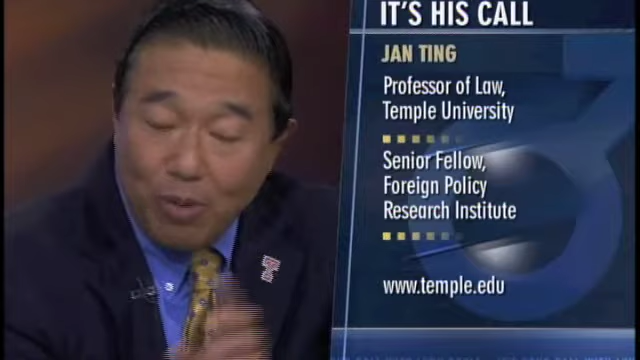 IT'S HIS CALL
JAN TING
Professor of Law,
Temple University
Senior Fellow,
Foreign Policy
Research Institute
www.temple.edu
3
T